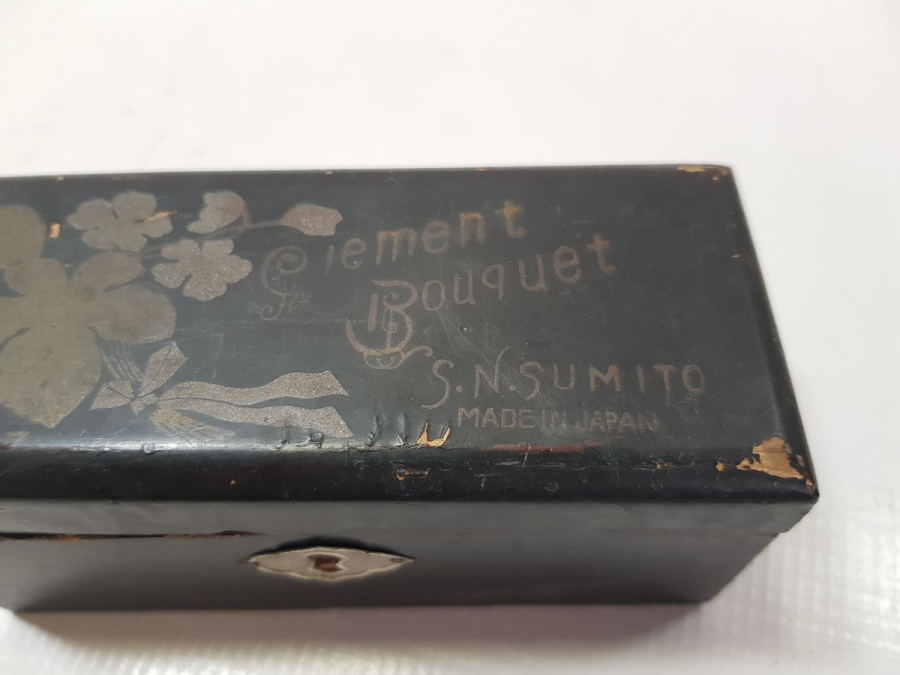 Clement
Bouquet
S. N. SUMITO
MADE IN JAPAN